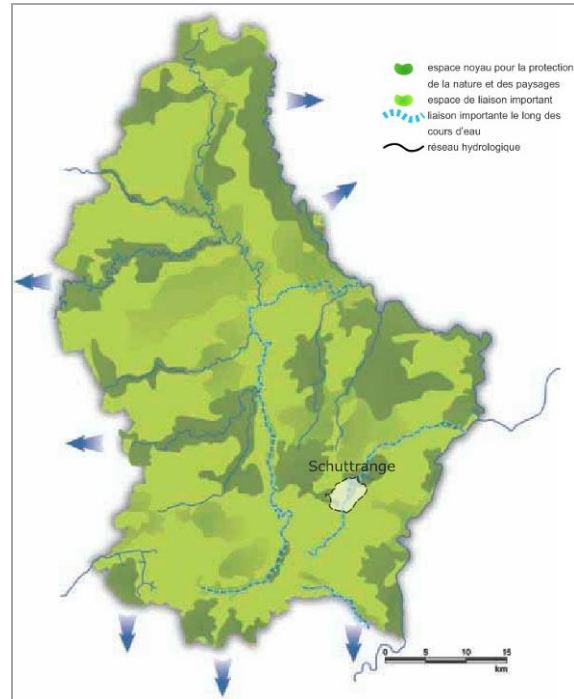 espace noyau pour la protection
de la nature et des paysages
espace de liaison important
liaison importante le long des
cours d'eau
réseau hydrologique
Schuttrange
0 5 10 15
km